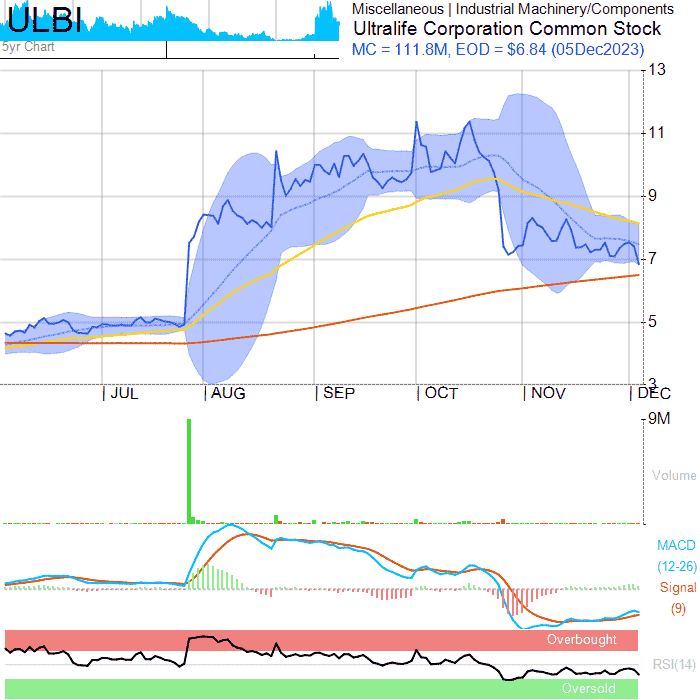 ULBI
5yr Chart
Miscellaneous | Industrial Machinery/Components
Ultralife Corporation Common Stock
MC = 111.8M, EOD = $6.84 (05Dec2023)
13
11
9
7
5
3
JUL AUG SEP OCT NOV DEC
9M
Volume
MACD
(12-26)
Signal
(9)
Overbought
RSI(14)
Oversold